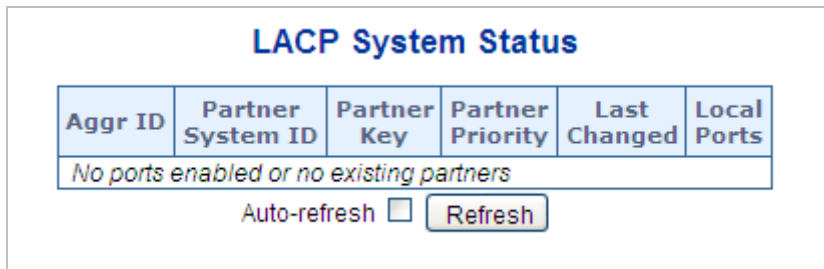 LACP System Status
Aggr ID Partner System ID Partner Key Partner Priority Last Changed Local Ports
No ports enabled or no existing partners
Auto-refresh Refresh